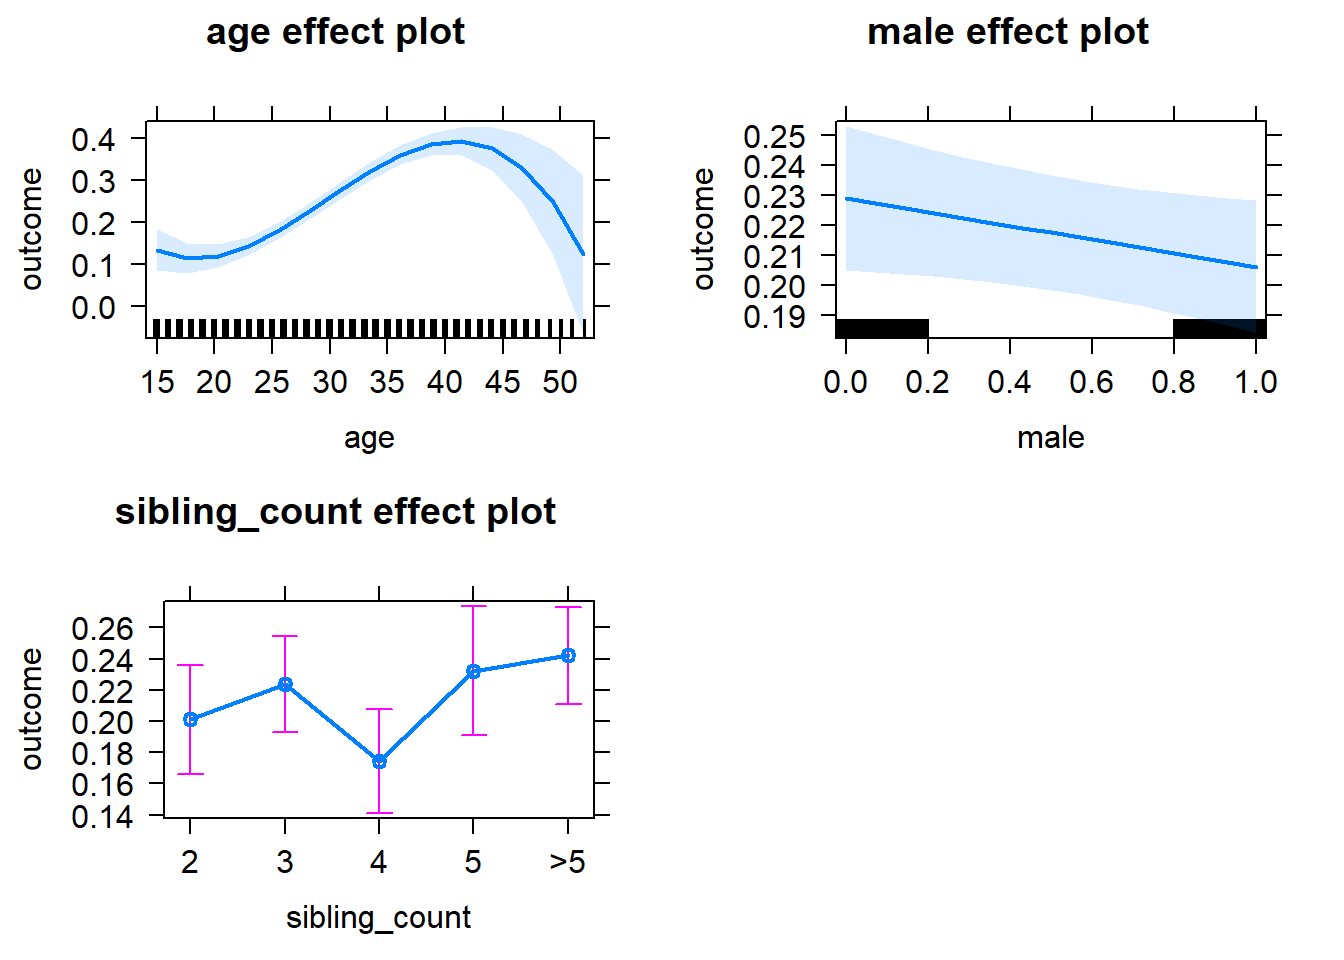 age effect plot
outcome
0.4
0.3
0.2
0.1
0.0
15 20 25 30 35 40 45 50
age
male effect plot
outcome
0.25
0.24
0.23
0.22
0.21
0.20
0.19
0.0 0.2 0.4 0.6 0.8 1.0
male
sibling_count effect plot
outcome
0.26
0.24
0.22
0.20
0.18
0.16
0.14
2 3 4 5 >5
sibling_count